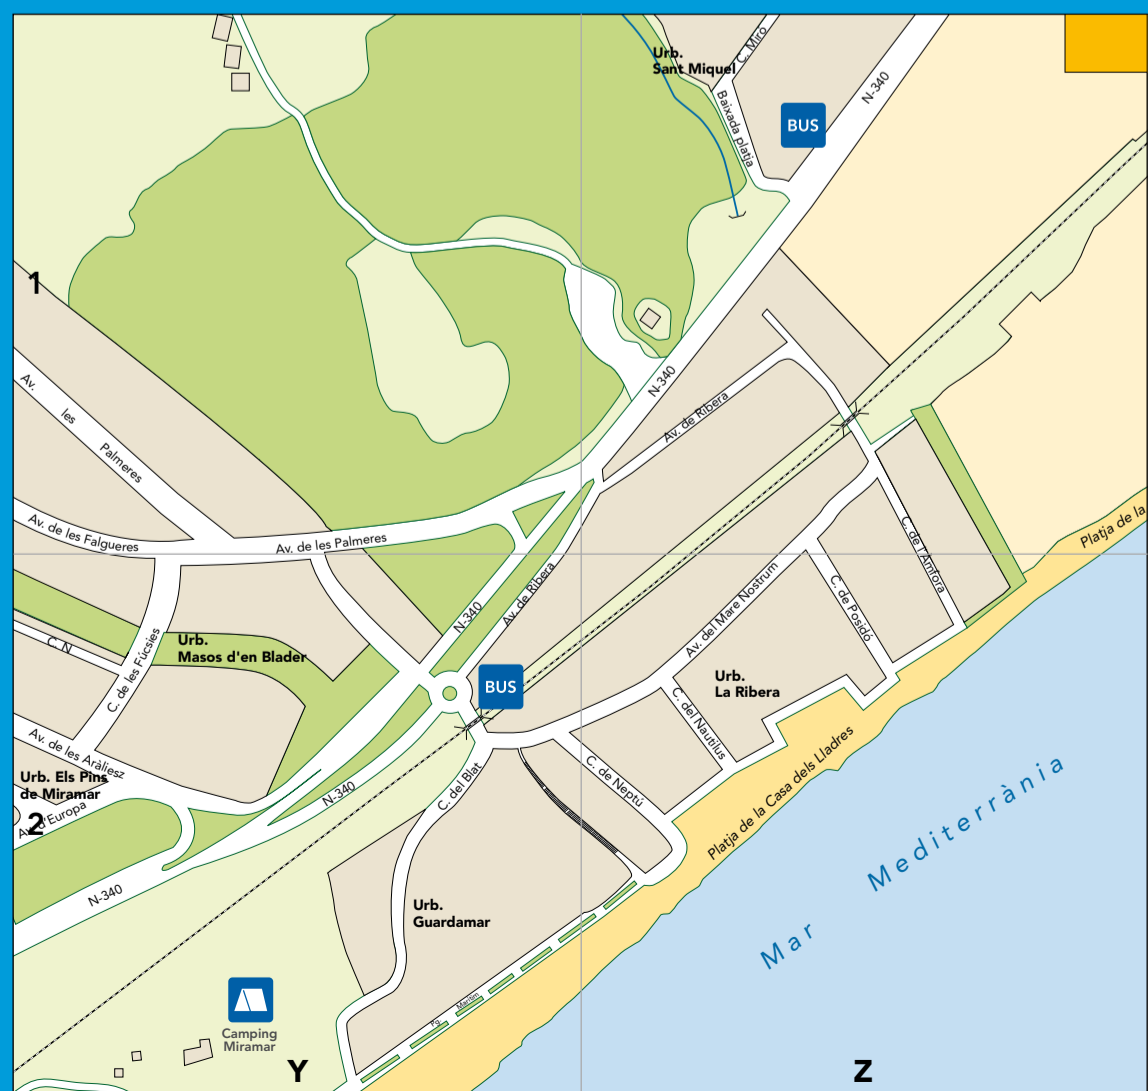 Urb.
Sant Miquel
C. Miró
Baixada platja
BUS
N-340
1
Av. les Palmeres
N-340
Av. de Ribera
Av. de les Falgueres
Av. de les Palmeres
Platja de la
C. de l'Àmfora
Av. de Ribera
N-340
Av. del Mare Nostrum
C. de Posidó
C. N
C. de les Fúcsies
Urb.
Masos d'en Blader
BUS
Urb.
La Ribera
C. del Nautilus
Av. de les Aràliesz
Urb. Els Pins
de Miramar
Av. d'Europa
2
N-340
C. del Blat
C. de Neptú
Platja de la Casa dels Lladres
Mar Mediterrània
N-340
Urb.
Guardamar
Pg. Marítim
Camping
Miramar
Y
Z